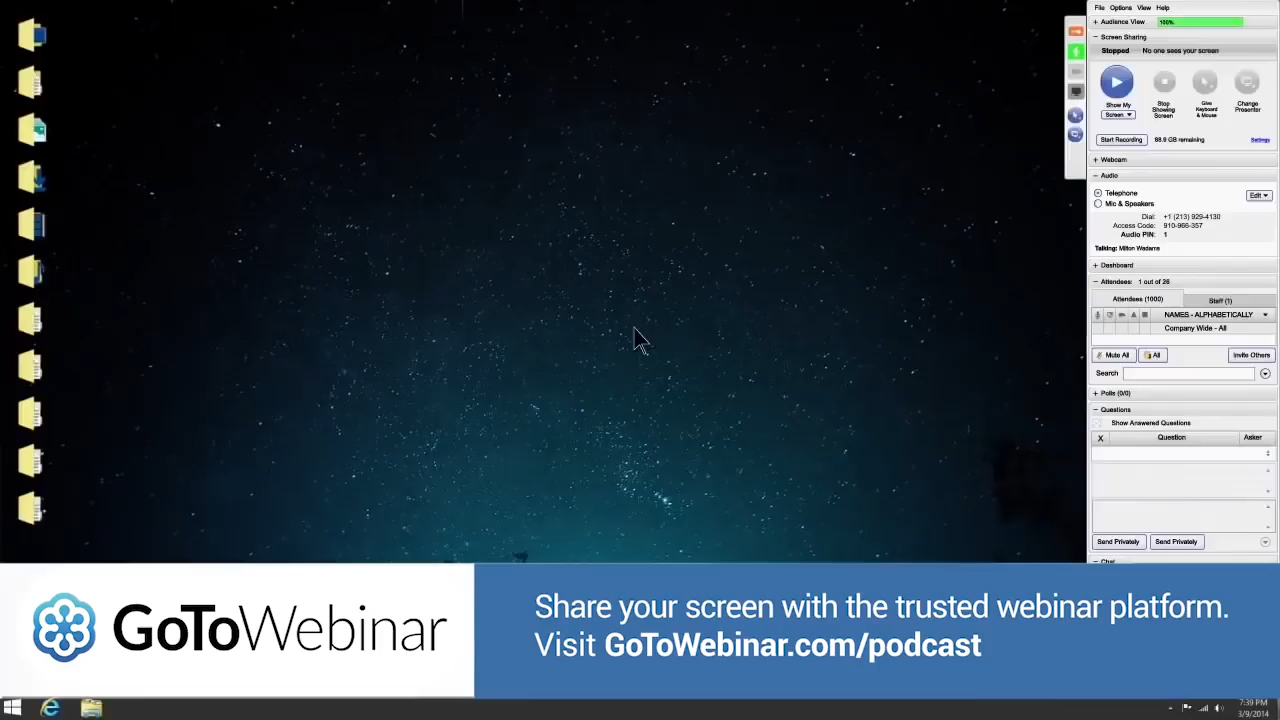 File Options View Help
+ Audience View 100%
− Screen Sharing
Stopped No one sees your screen
Show My
Screen
Stop
Showing
Screen
Give
Keyboard
& Mouse
Change
Presenter
Start Recording 88.9 GB remaining Settings
+ Webcam
− Audio
Telephone Edit
Mic & Speakers
Dial: +1 (213) 929-4130
Access Code: 910-966-357
Audio PIN: 1
Talking: Milton Wadams
+ Dashboard
− Attendees: 1 out of 26
Attendees (1000) Staff (1)
NAMES - ALPHABETICALLY
Company Wide - All
Mute All All Invite Others
Search
+ Polls (0/0)
− Questions
Show Answered Questions
X Question Asker
Send Privately Send Privately
− Chat
GoToWebinar
Share your screen with the trusted webinar platform.
Visit GoToWebinar.com/podcast
7:39 PM
3/9/2014